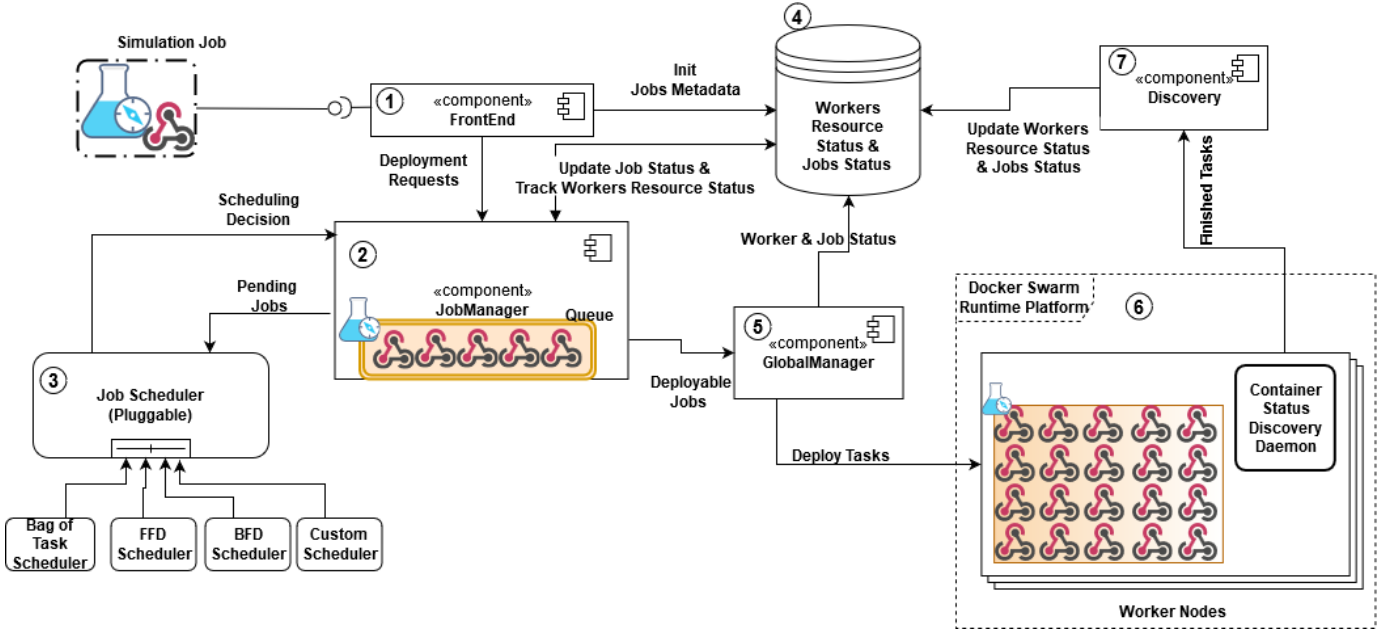 Simulation Job
1
«component»
FrontEnd
Init
Jobs Metadata
4
Workers
Resource
Status &
Jobs Status
7
«component»
Discovery
Update Workers
Resource Status
& Jobs Status
Finished Tasks
Deployment
Requests
Update Job Status &
Track Workers Resource Status
Scheduling
Decision
2
«component»
JobManager
Queue
Pending
Jobs
Worker & Job Status
5
«component»
GlobalManager
Deployable
Jobs
Deploy Tasks
3
Job Scheduler
(Pluggable)
Bag of
Task
Scheduler
FFD
Scheduler
BFD
Scheduler
Custom
Scheduler
Docker Swarm
Runtime Platform
6
Container
Status
Discovery
Daemon
Worker Nodes